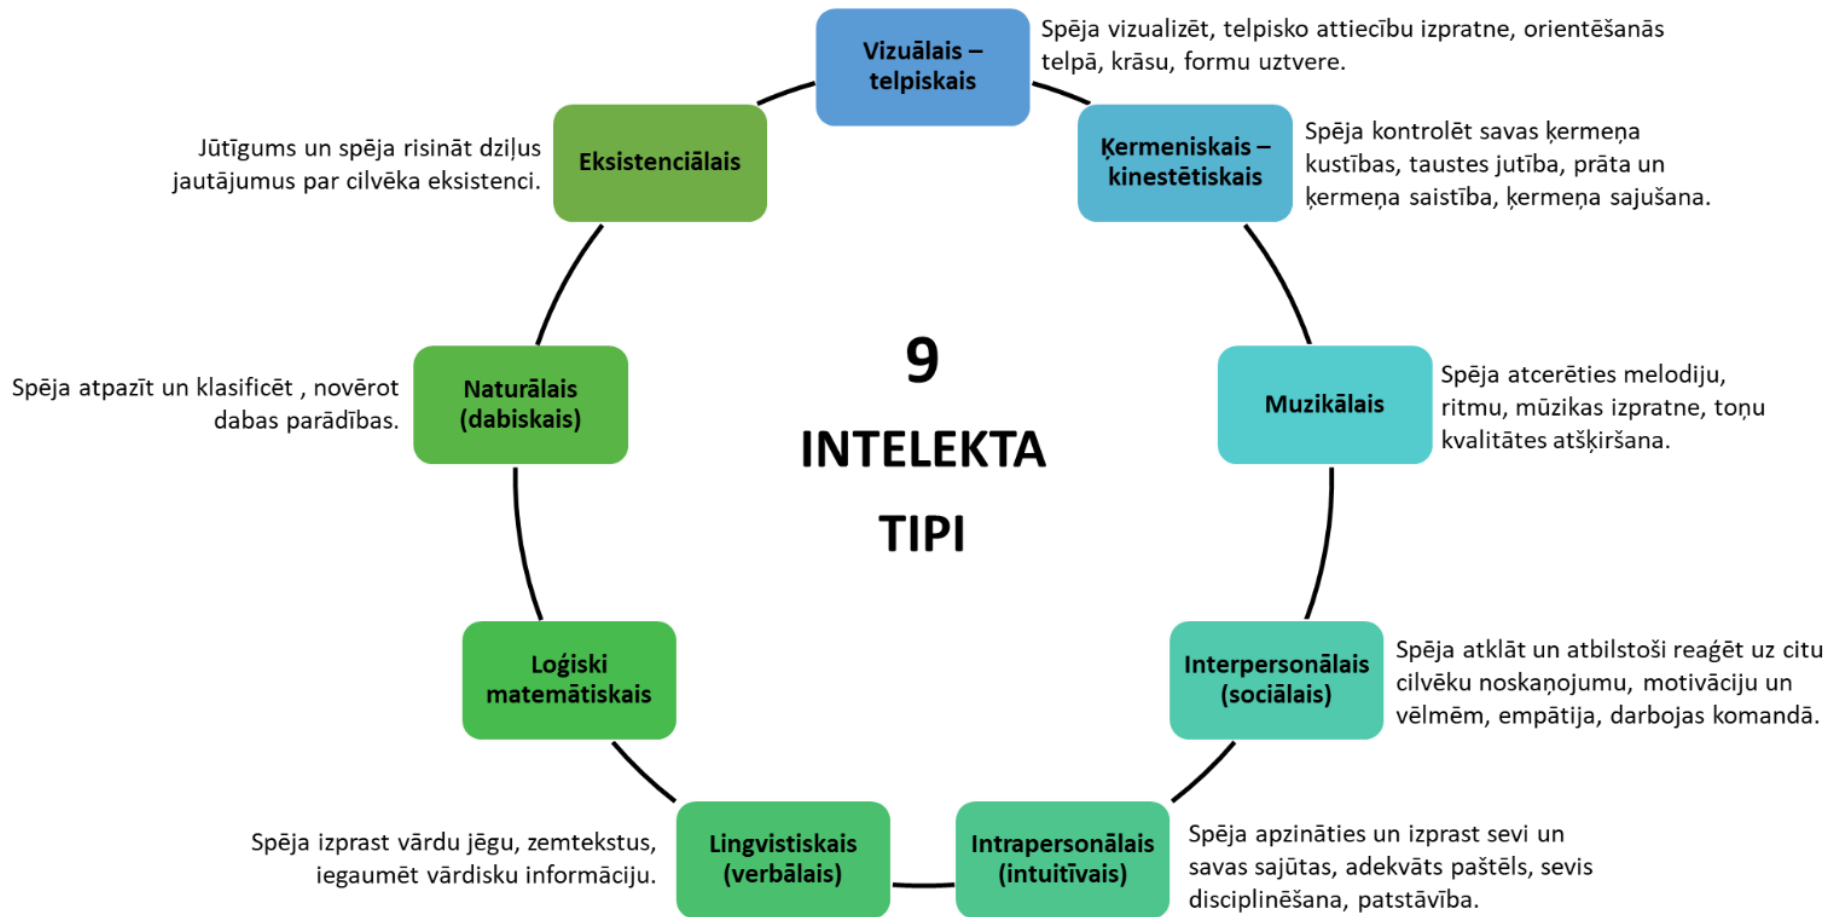 Vizuālais –
telpiskais
Spēja vizualizēt, telpisko attiecību izpratne, orientēšanās
telpā, krāsu, formu uztvere.
Ķermeniskais –
kinestētiskais
Spēja kontrolēt savas ķermeņa
kustības, taustes jutība, prāta un
ķermeņa saistība, ķermeņa sajušana.
Muzikālais
Spēja atcerēties melodiju,
ritmu, mūzikas izpratne, toņu
kvalitātes atšķiršana.
Interpersonālais
(sociālais)
Spēja atklāt un atbilstoši reaģēt uz citu
cilvēku noskaņojumu, motivāciju un
vēlmēm, empātija, darbojas komandā.
Intrapersonālais
(intuitīvais)
Spēja apzināties un izprast sevi un
savas sajūtas, adekvāts paštēls, sevis
disciplinēšana, patstāvība.
Lingvistiskais
(verbālais)
Spēja izprast vārdu jēgu, zemtekstus,
iegaumēt vārdisku informāciju.
Loģiski
matemātiskais
Naturālais
(dabiskais)
Spēja atpazīt un klasificēt , novērot
dabas parādības.
Eksistenciālais
Jūtīgums un spēja risināt dziļus
jautājumus par cilvēka eksistenci.
9
INTELEKTA
TIPI